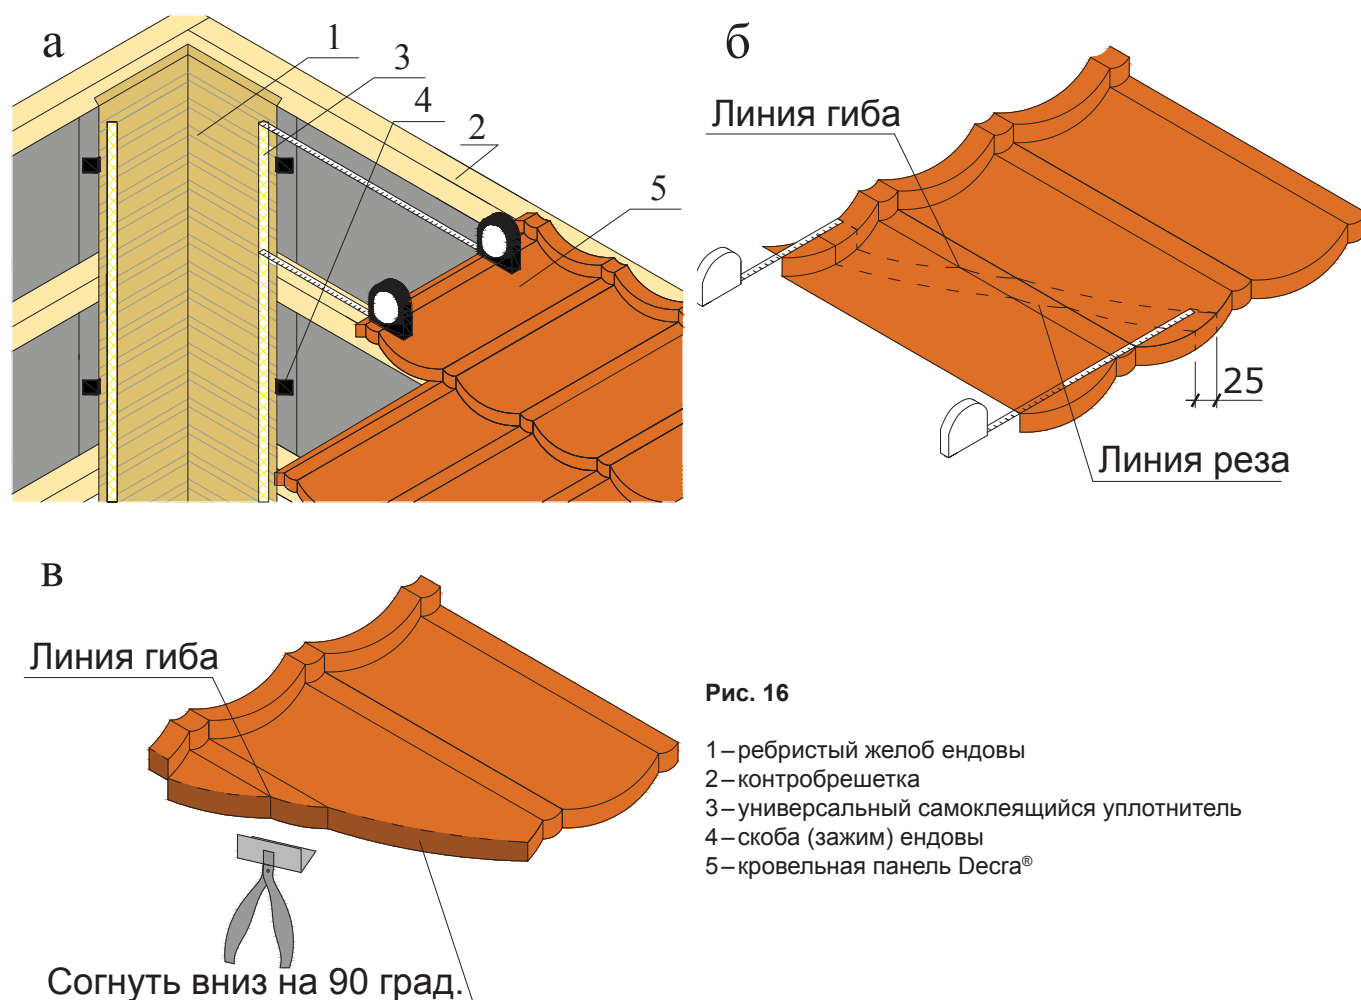 а
1
3
4
2
5
б
Линия гиба
25
Линия реза
в
Линия гиба
Согнуть вниз на 90 град.
Рис. 16
1–ребристый желоб ендовы
2–контробрешетка
3–универсальный самоклеящийся уплотнитель
4–скоба (зажим) ендовы
5–кровельная панель Decra®